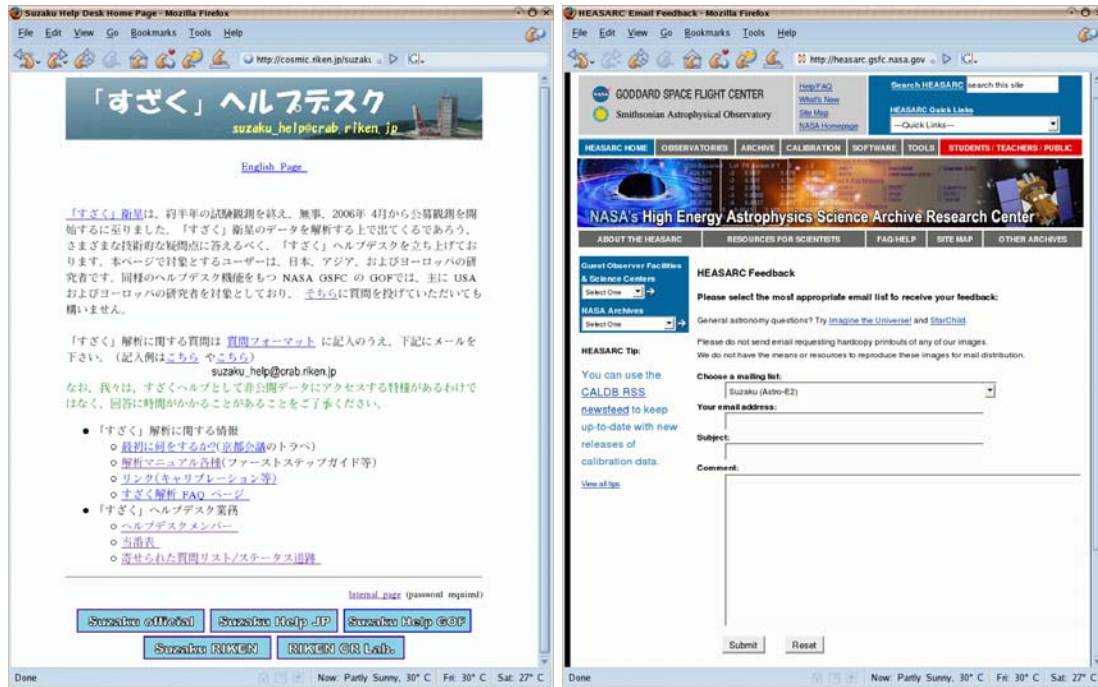 Suzaku Help Desk Home Page - Mozilla Firefox
File Edit View Go Bookmarks Tools Help
http://cosmic.riken.jp/suzaku
「すざく」ヘルプデスク
suzaku_help@crab.riken.jp
English Page
「すざく」衛星は、約半年の試験観測を終え、無事、2006年 4月から公募観測を開
始するに至りました。「すざく」衛星のデータを解析する上で出てくるであろう、
さまざまな技術的な疑問点に答えるべく、「すざく」ヘルプデスクを立ち上げてお
ります。本ページで対象とするユーザーは、日本、アジア、およびヨーロッパの研
究者です。同様のヘルプデスク機能をもつ NASA GSFC の GOFでは、主に USA
およびヨーロッパの研究者を対象としており、 そちらに質問を投げていただいても
構いません。
「すざく」解析に関する質問は 質問フォーマット に記入のうえ、下記にメールを
下さい。（記入例はこちら やこちら）
suzaku_help@crab.riken.jp
なお、我々は、すざくヘルプとして非公開データにアクセスする特権があるわけで
はなく、回答に時間がかかることがあることをご了承ください。
「すざく」解析に関する情報
最初に何をするか?(京都会議のトラペ)
解析マニュアル各種(ファーストステップガイド等)
リンク(キャリブレーション等)
すざく解析 FAQ ページ
「すざく」ヘルプデスク業務
ヘルプデスクメンバー
当番表
寄せられた質問リスト/ステータス追跡
Internal page (password required)
Suzaku official Suzaku Help JP Suzaku Help GOF
Suzaku RIKEN RIKEN CR Lab.
Done Now: Partly Sunny, 30° C Fri: 30° C Sat: 27° C
HEASARC Email Feedback - Mozilla Firefox
File Edit View Go Bookmarks Tools Help
http://heasarc.gsfc.nasa.gov
GODDARD SPACE FLIGHT CENTER
Smithsonian Astrophysical Observatory
Help/FAQ
What's New
Site Map
NASA Homepage
Search HEASARC search this site
HEASARC Quick Links
---Quick Links---
HEASARC HOME OBSERVATORIES ARCHIVE CALIBRATION SOFTWARE TOOLS STUDENTS / TEACHERS / PUBLIC
NASA's High Energy Astrophysics Science Archive Research Center
ABOUT THE HEASARC RESOURCES FOR SCIENTISTS FAQ/HELP SITE MAP OTHER ARCHIVES
Guest Observer Facilities
& Science Centers
Select One
NASA Archives
Select One
HEASARC Tip:
You can use the
CALDB RSS
newsfeed to keep
up-to-date with new
releases of
calibration data.
View all tips
HEASARC Feedback
Please select the most appropriate email list to receive your feedback:
General astronomy questions? Try Imagine the Universe! and StarChild.
Please do not send email requesting hardcopy printouts of any of our images.
We do not have the means or resources to reproduce these images for mail distribution.
Choose a mailing list:
Suzaku (Astro-E2)
Your email address:
Subject:
Comment:
Submit Reset
Done Now: Partly Sunny, 30° C Fri: 30° C Sat: 27° C